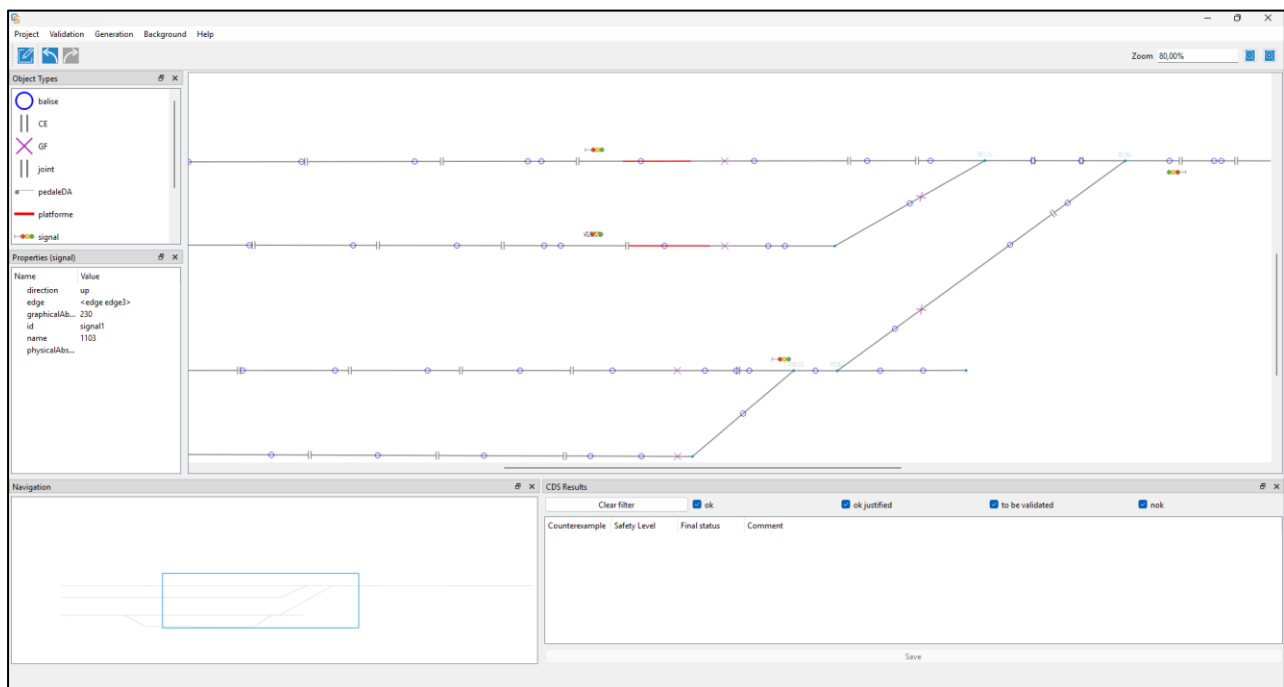 Project Validation Generation Background Help
Zoom 80,00%
Object Types
balise
CE
GF
joint
pedaleDA
platforme
signal
Properties (signal)
Name Value
direction up
edge <edge edge3>
graphicalAb... 230
id signal1
name 1103
physicalAbs...
Navigation
CDS Results
Clear filter ok ok justified to be validated nok
Counterexample Safety Level Final status Comment
Save